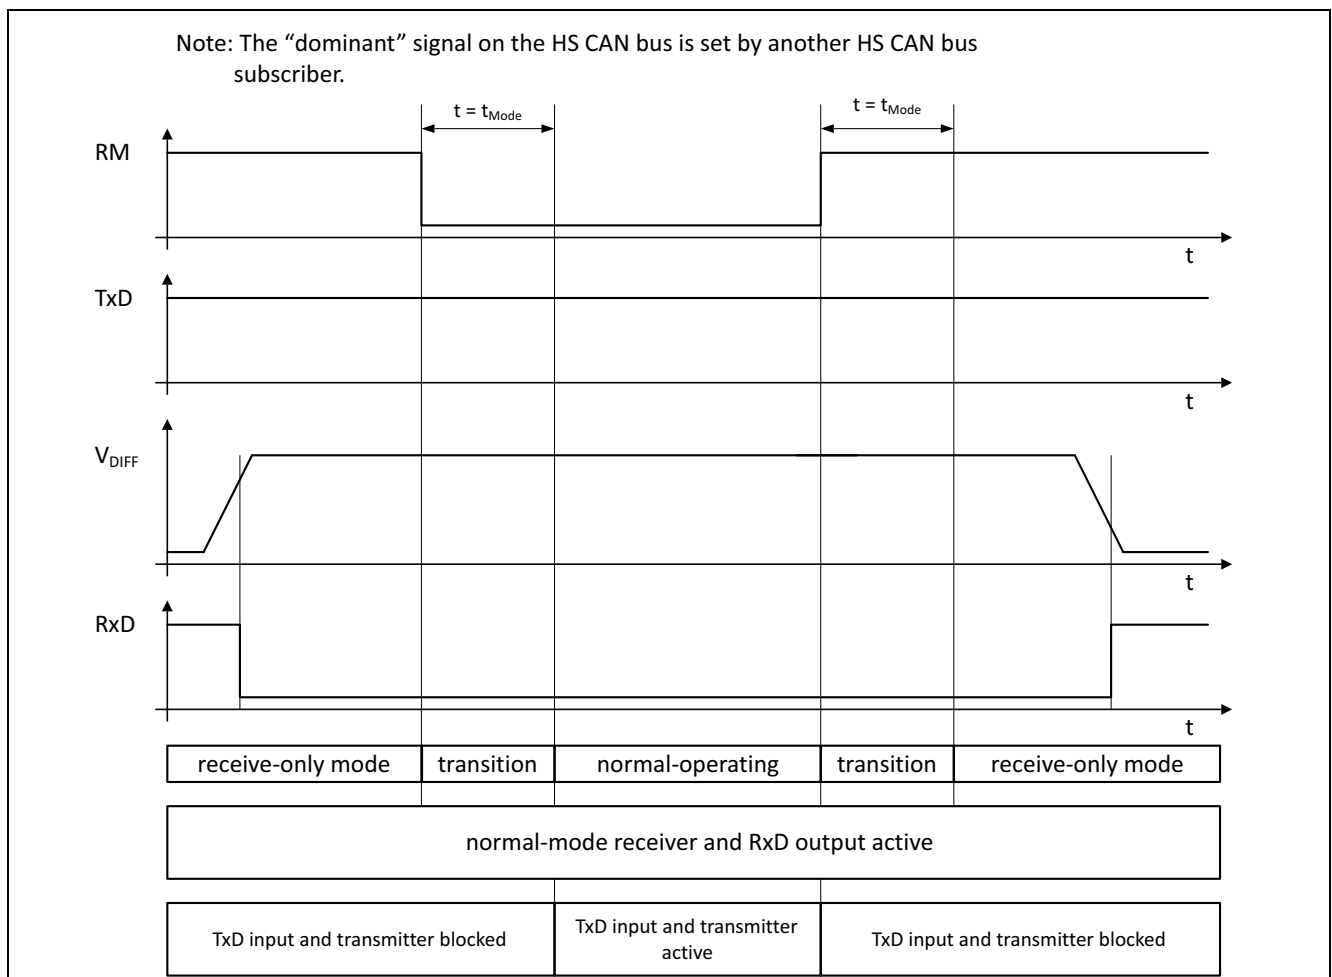 Note: The “dominant” signal on the HS CAN bus is set by another HS CAN bus
subscriber.
t = tMode
t = tMode
RM
t
TxD
t
VDIFF
t
RxD
t
receive-only mode
transition
normal-operating
transition
receive-only mode
normal-mode receiver and RxD output active
TxD input and transmitter blocked
TxD input and transmitter
active
TxD input and transmitter blocked